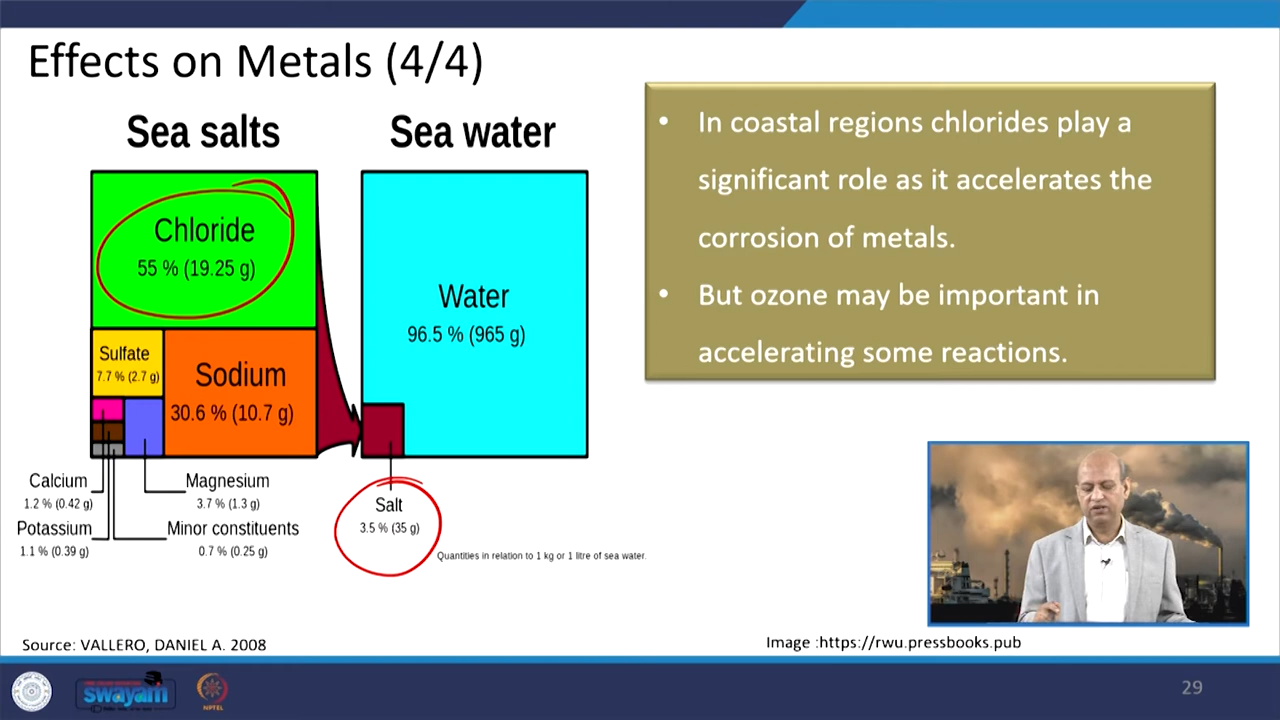 Effects on Metals (4/4)
Sea salts
Sea water
Chloride
55 % (19.25 g)
Sulfate
7.7 % (2.7 g)
Sodium
30.6 % (10.7 g)
Calcium
1.2 % (0.42 g)
Magnesium
3.7 % (1.3 g)
Potassium
1.1 % (0.39 g)
Minor constituents
0.7 % (0.25 g)
Water
96.5 % (965 g)
Salt
3.5 % (35 g)
Quantities in relation to 1 kg or 1 litre of sea water.
• In coastal regions chlorides play a
significant role as it accelerates the
corrosion of metals.
• But ozone may be important in
accelerating some reactions.
Source: VALLERO, DANIEL A. 2008
Image :https://rwu.pressbooks.pub
swayam
NPTEL
29